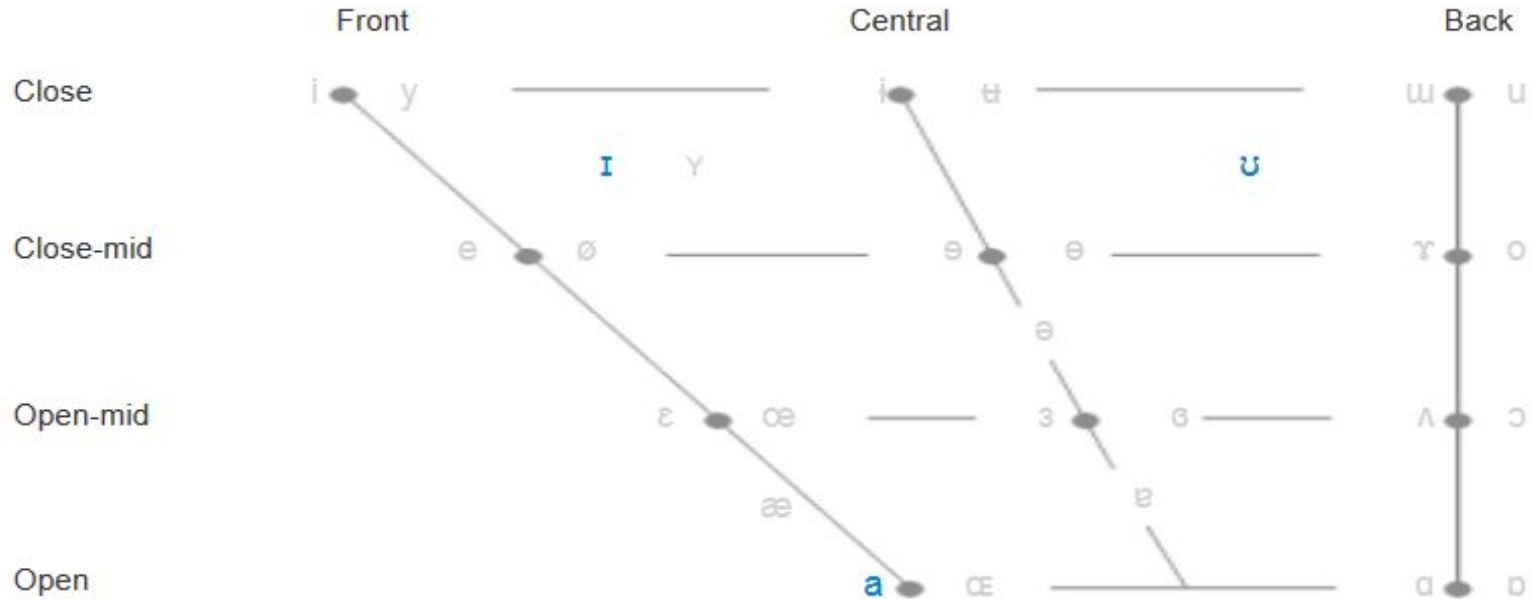 Front Central Back
Close i y ɨ ʉ ɯ u
ɪ ʏ ʊ
Close-mid e ø ɘ ɵ ɤ o
ə
Open-mid ɛ œ ɜ ɞ ʌ ɔ
æ ɐ
Open a ɶ ɑ ɒ